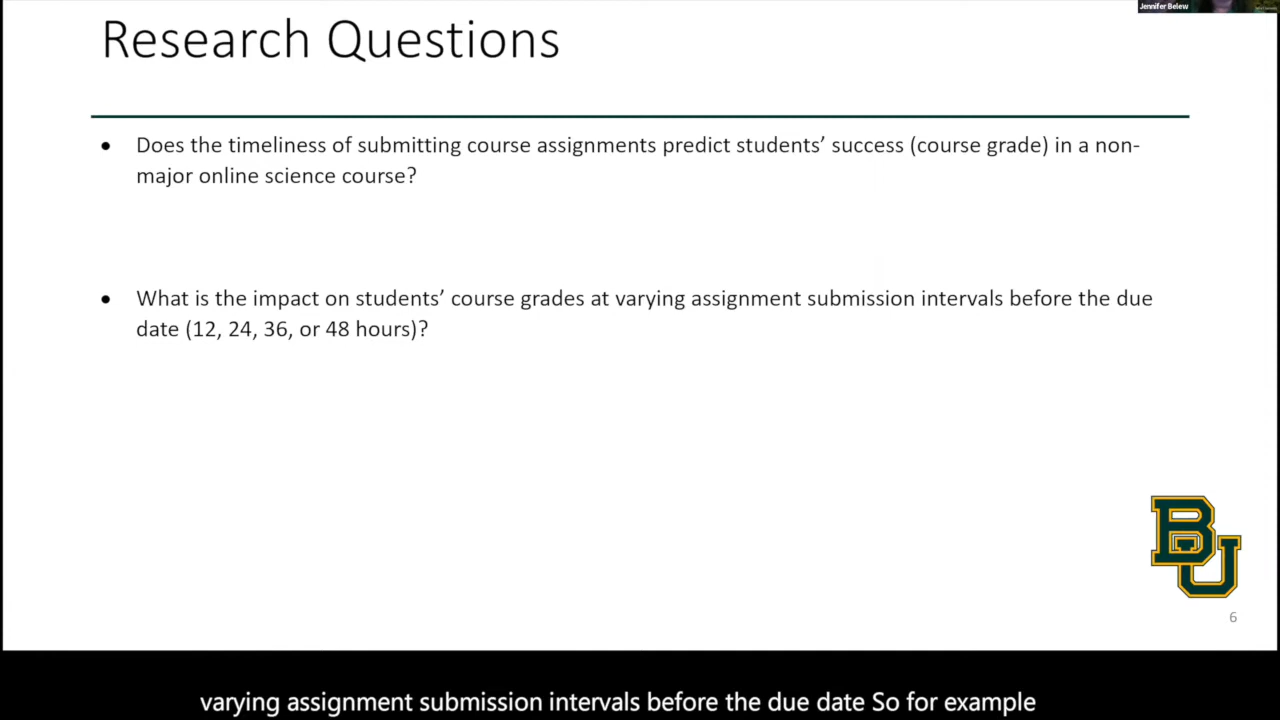 Jennifer Belew
Research Questions
• Does the timeliness of submitting course assignments predict students’ success (course grade) in a non-
major online science course?
• What is the impact on students’ course grades at varying assignment submission intervals before the due
date (12, 24, 36, or 48 hours)?
BU
6
varying assignment submission intervals before the due date So for example